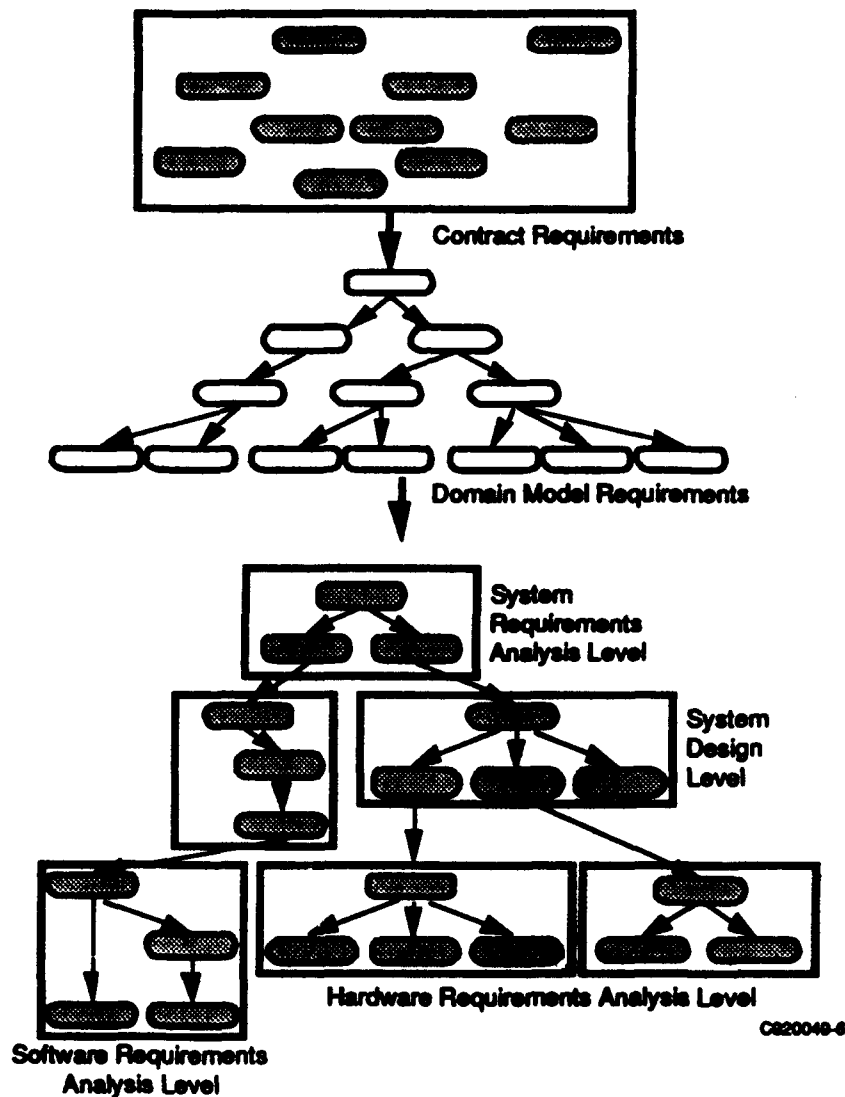 Contract Requirements
Domain Model Requirements
System
Requirements
Analysis Level
System
Design
Level
Hardware Requirements Analysis Level
C920049-6
Software Requirements
Analysis Level